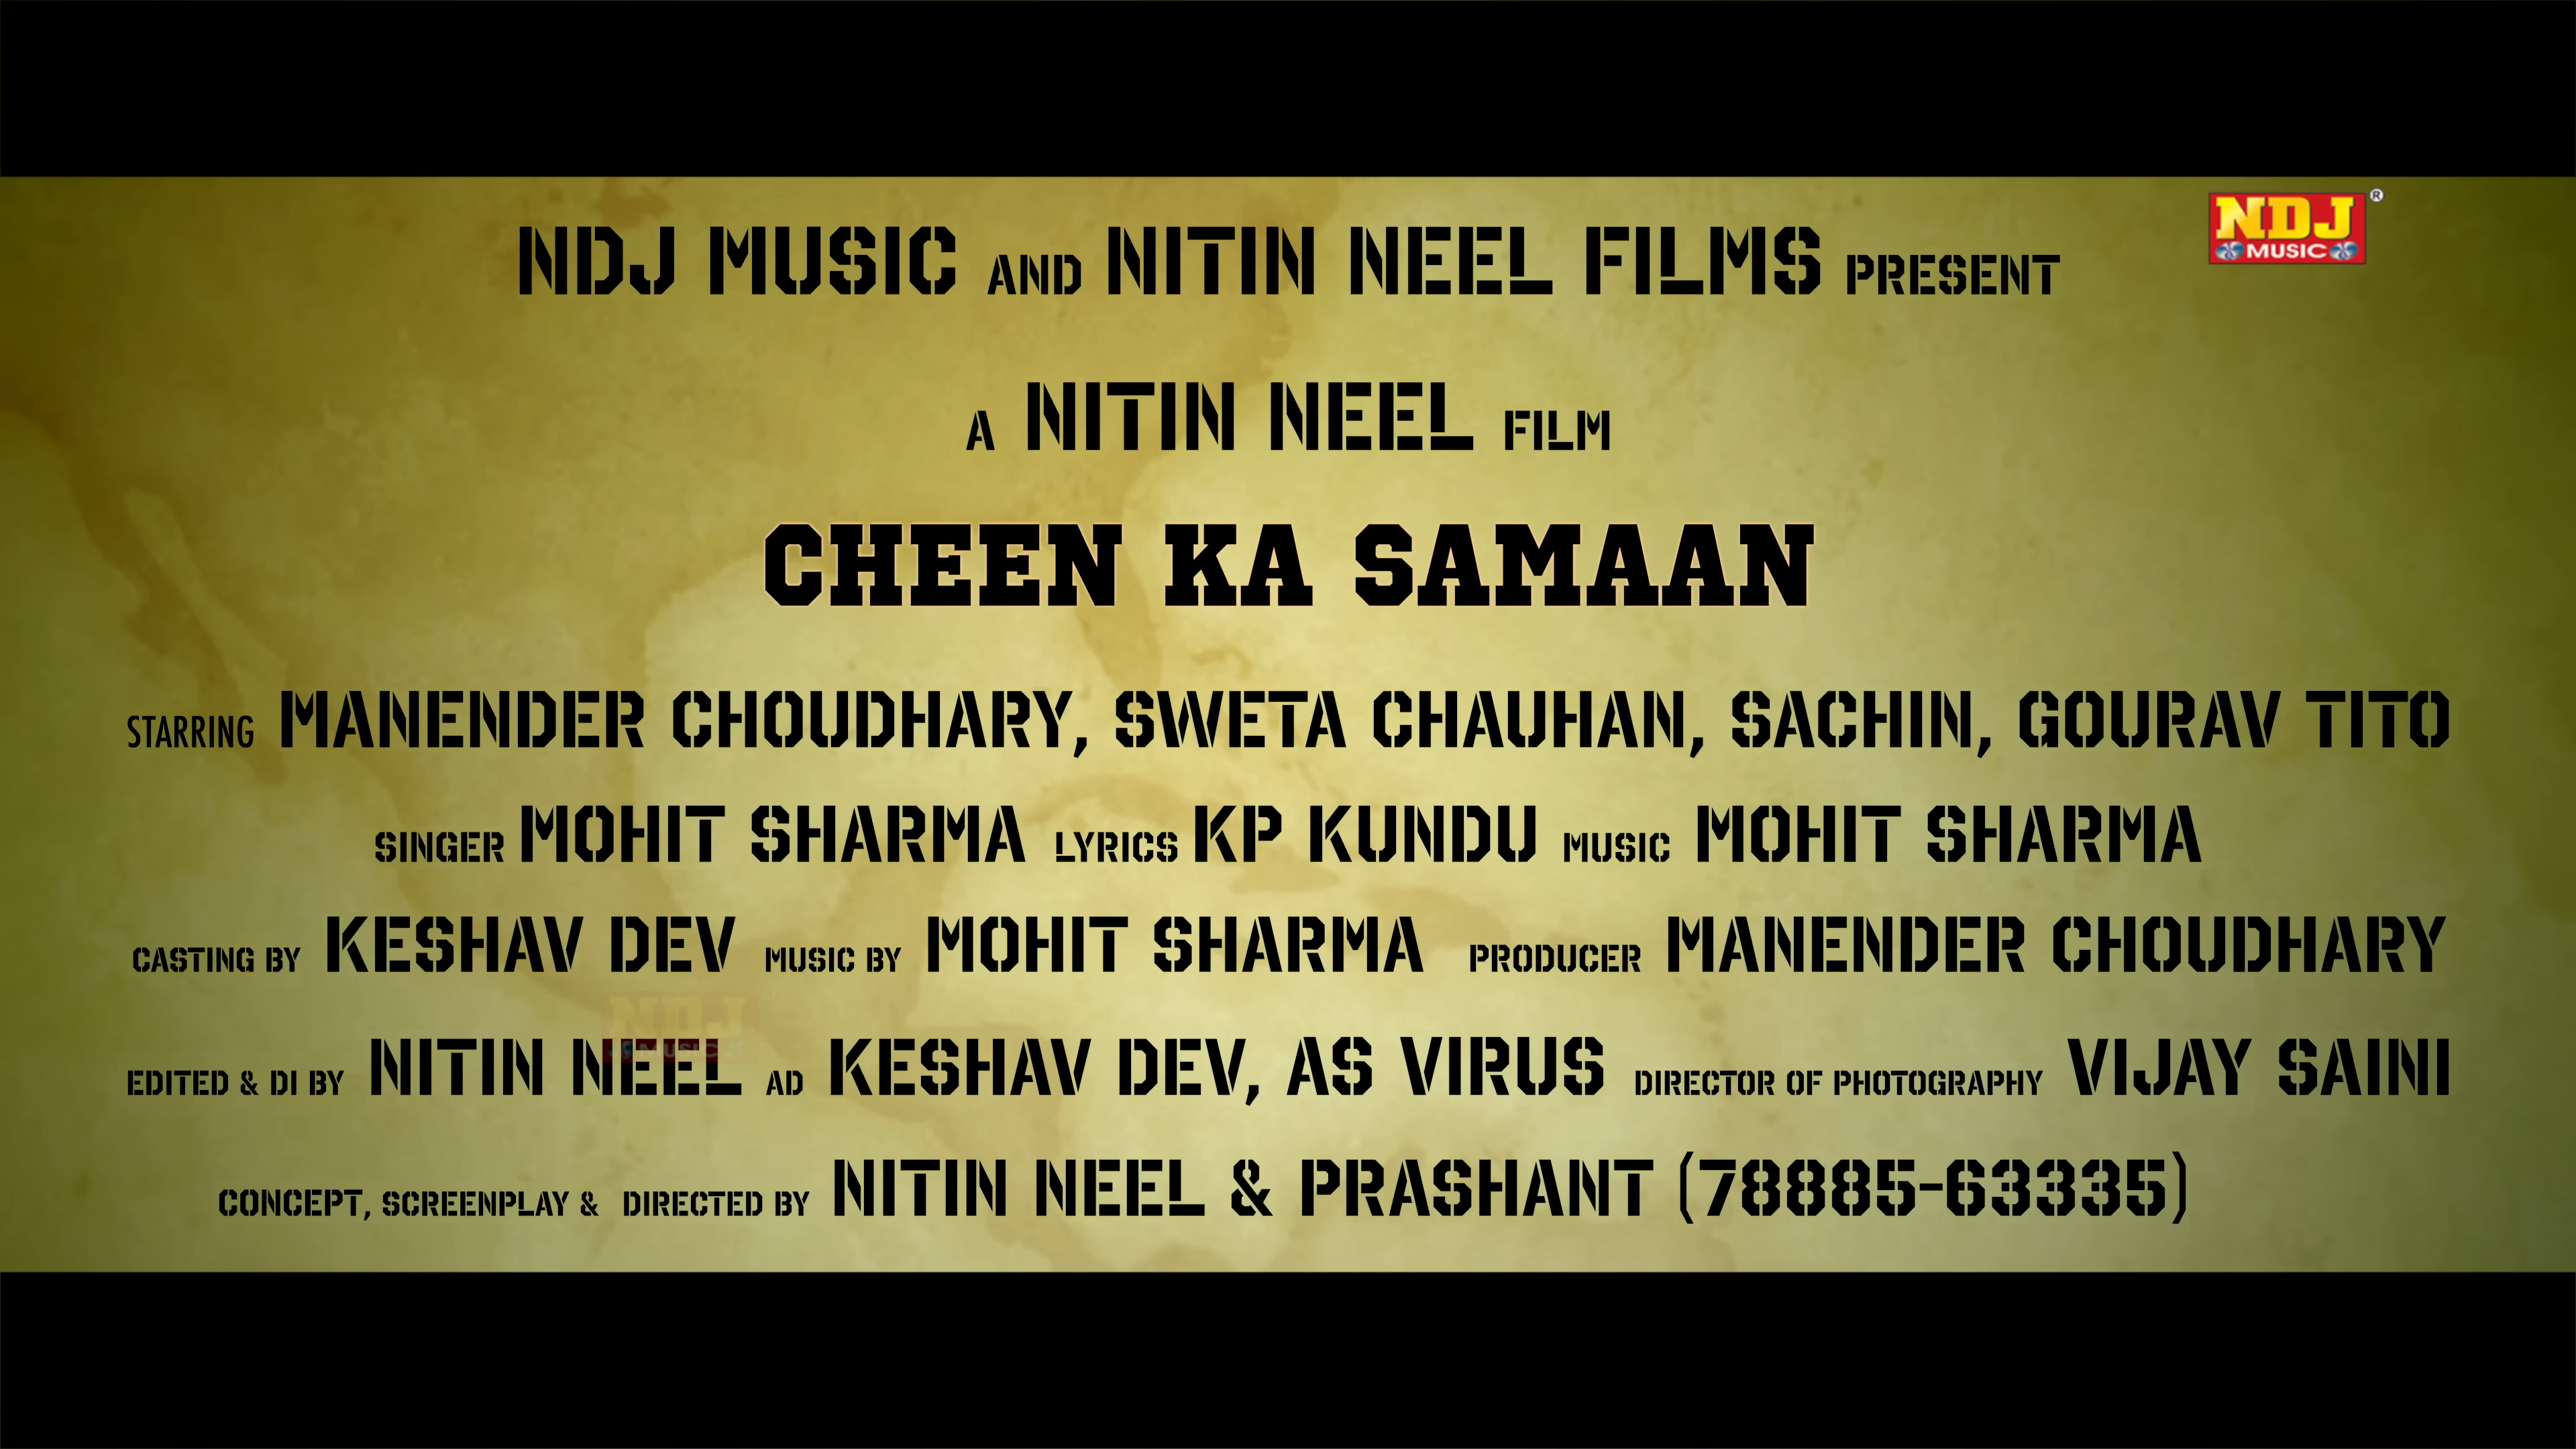 NDJ MUSIC AND NITIN NEEL FILMS PRESENT
NDJ MUSIC ®
A NITIN NEEL FILM
CHEEN KA SAMAAN
STARRING MANENDER CHOUDHARY, SWETA CHAUHAN, SACHIN, GOURAV TITO
SINGER MOHIT SHARMA LYRICS KP KUNDU MUSIC MOHIT SHARMA
CASTING BY KESHAV DEV MUSIC BY MOHIT SHARMA PRODUCER MANENDER CHOUDHARY
NDJ MUSIC
EDITED & DI BY NITIN NEEL AD KESHAV DEV, AS VIRUS DIRECTOR OF PHOTOGRAPHY VIJAY SAINI
CONCEPT, SCREENPLAY & DIRECTED BY NITIN NEEL & PRASHANT (78885-63335)